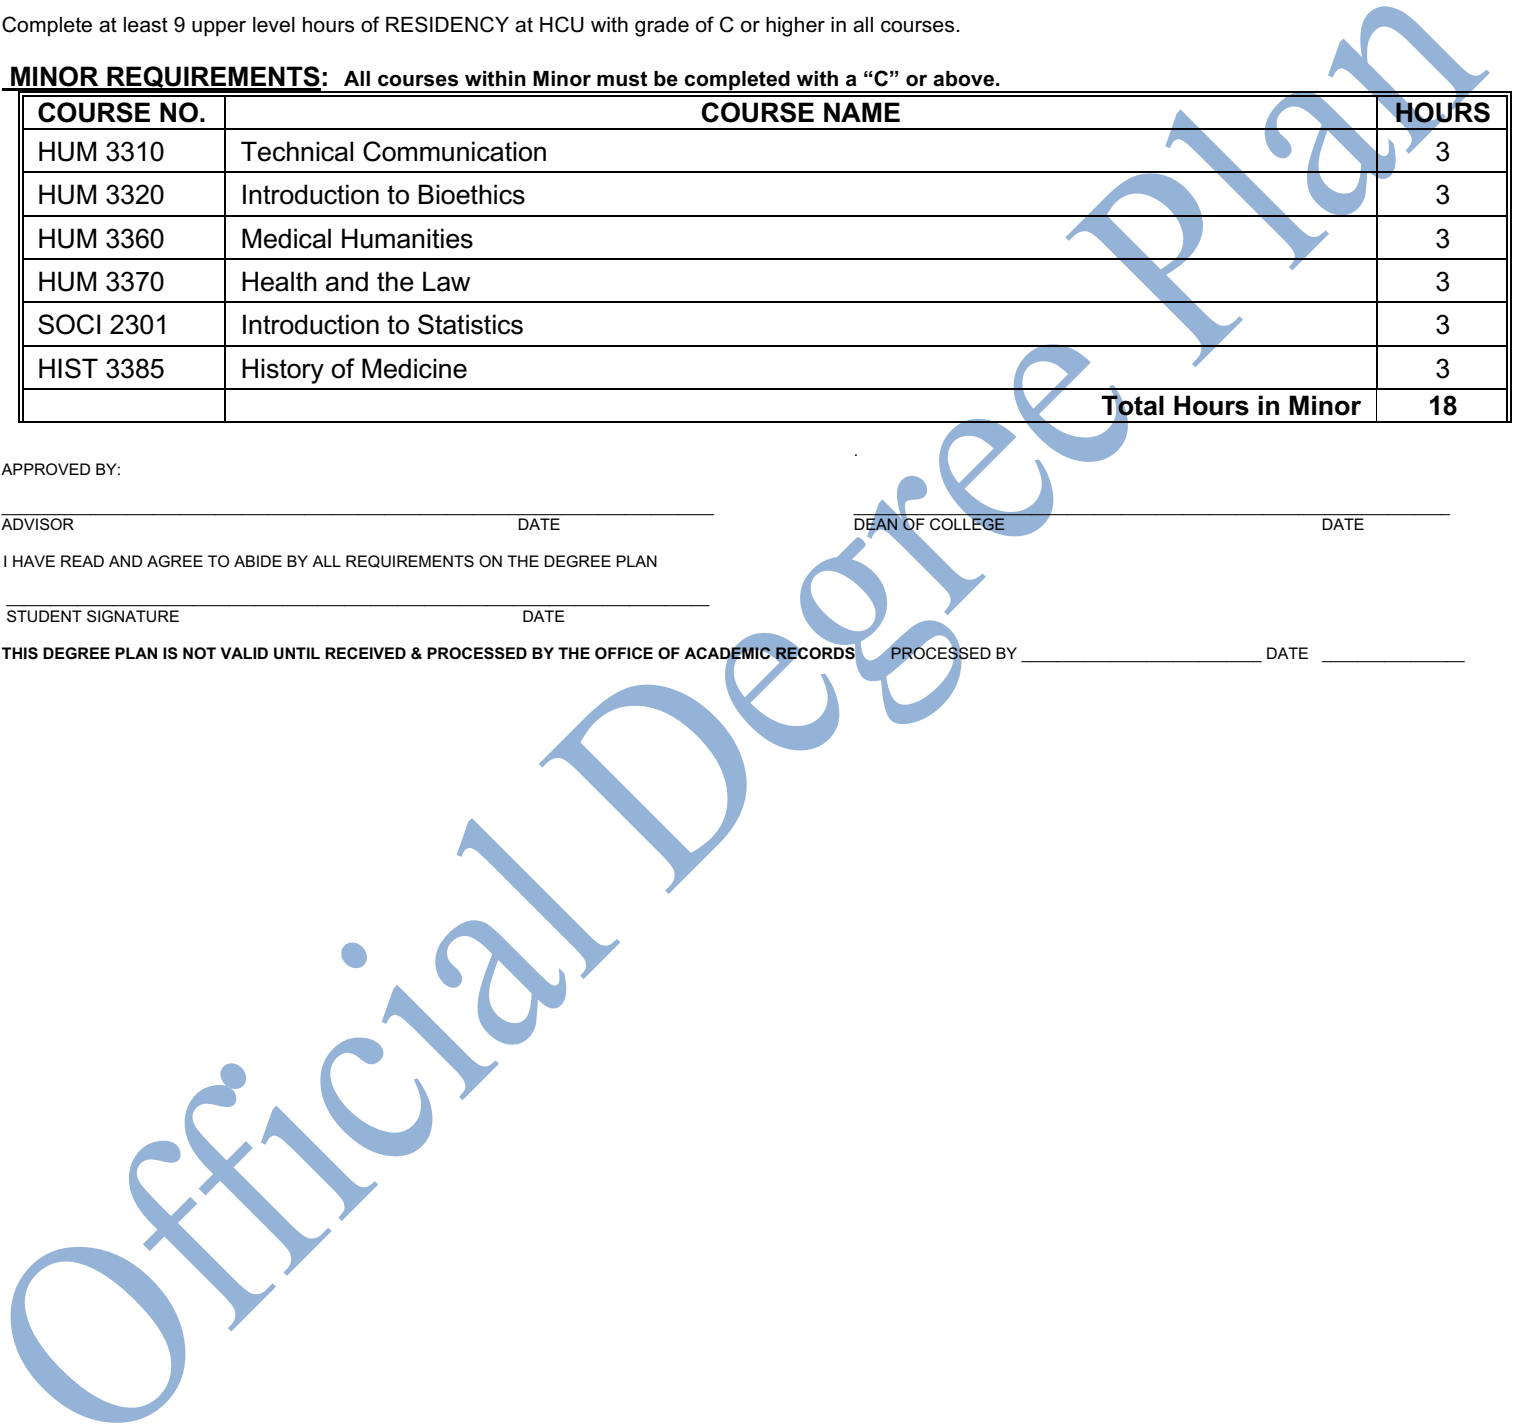 Complete at least 9 upper level hours of RESIDENCY at HCU with grade of C or higher in all courses.
MINOR REQUIREMENTS: All courses within Minor must be completed with a “C” or above.
COURSE NO. COURSE NAME HOURS
HUM 3310 Technical Communication 3
HUM 3320 Introduction to Bioethics 3
HUM 3360 Medical Humanities 3
HUM 3370 Health and the Law 3
SOCI 2301 Introduction to Statistics 3
HIST 3385 History of Medicine 3
Total Hours in Minor 18
.
APPROVED BY:
ADVISOR DATE DEAN OF COLLEGE DATE
I HAVE READ AND AGREE TO ABIDE BY ALL REQUIREMENTS ON THE DEGREE PLAN
STUDENT SIGNATURE DATE
THIS DEGREE PLAN IS NOT VALID UNTIL RECEIVED & PROCESSED BY THE OFFICE OF ACADEMIC RECORDS PROCESSED BY ____________ DATE ________
Official Degree Plan